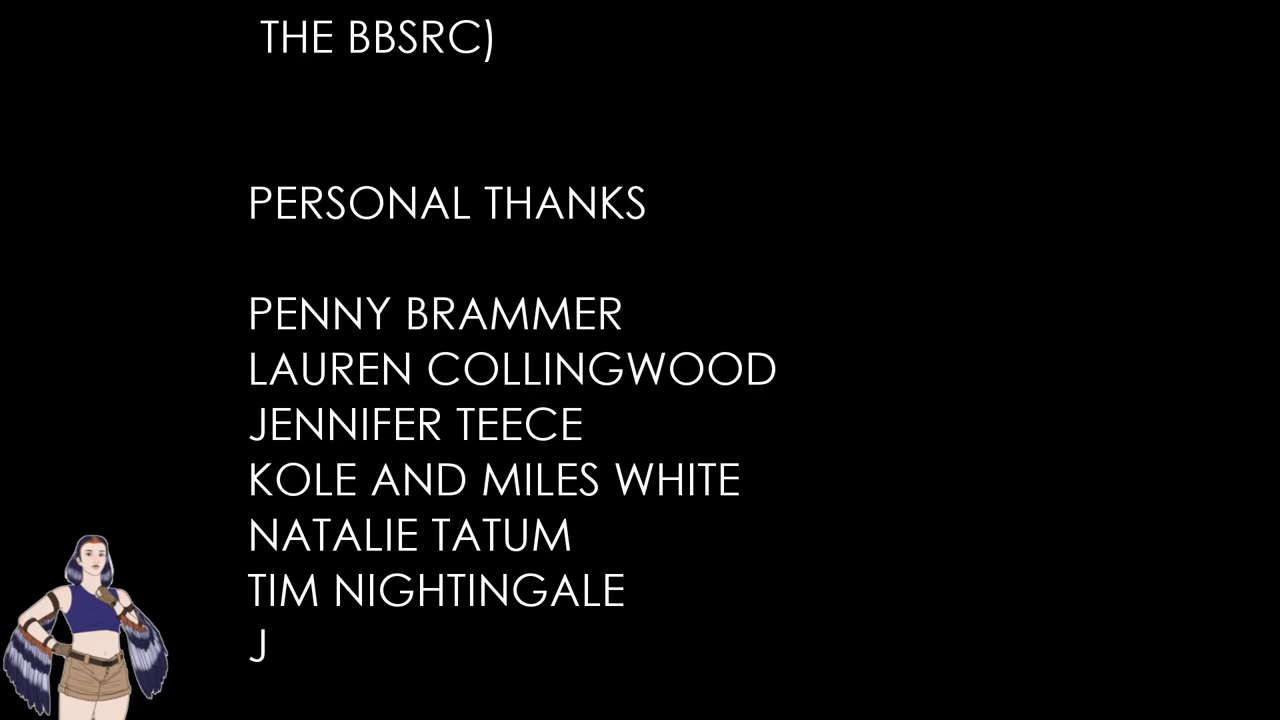 THE BBSRC)
PERSONAL THANKS
PENNY BRAMMER
LAUREN COLLINGWOOD
JENNIFER TEECE
KOLE AND MILES WHITE
NATALIE TATUM
TIM NIGHTINGALE
J